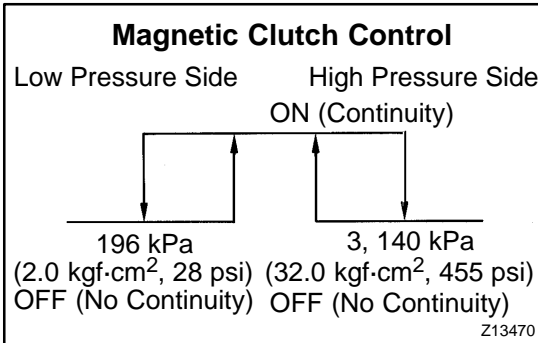 Magnetic Clutch Control
Low Pressure Side High Pressure Side
ON (Continuity)
196 kPa 3, 140 kPa
(2.0 kgf·cm², 28 psi) (32.0 kgf·cm², 455 psi)
OFF (No Continuity) OFF (No Continuity)
Z13470